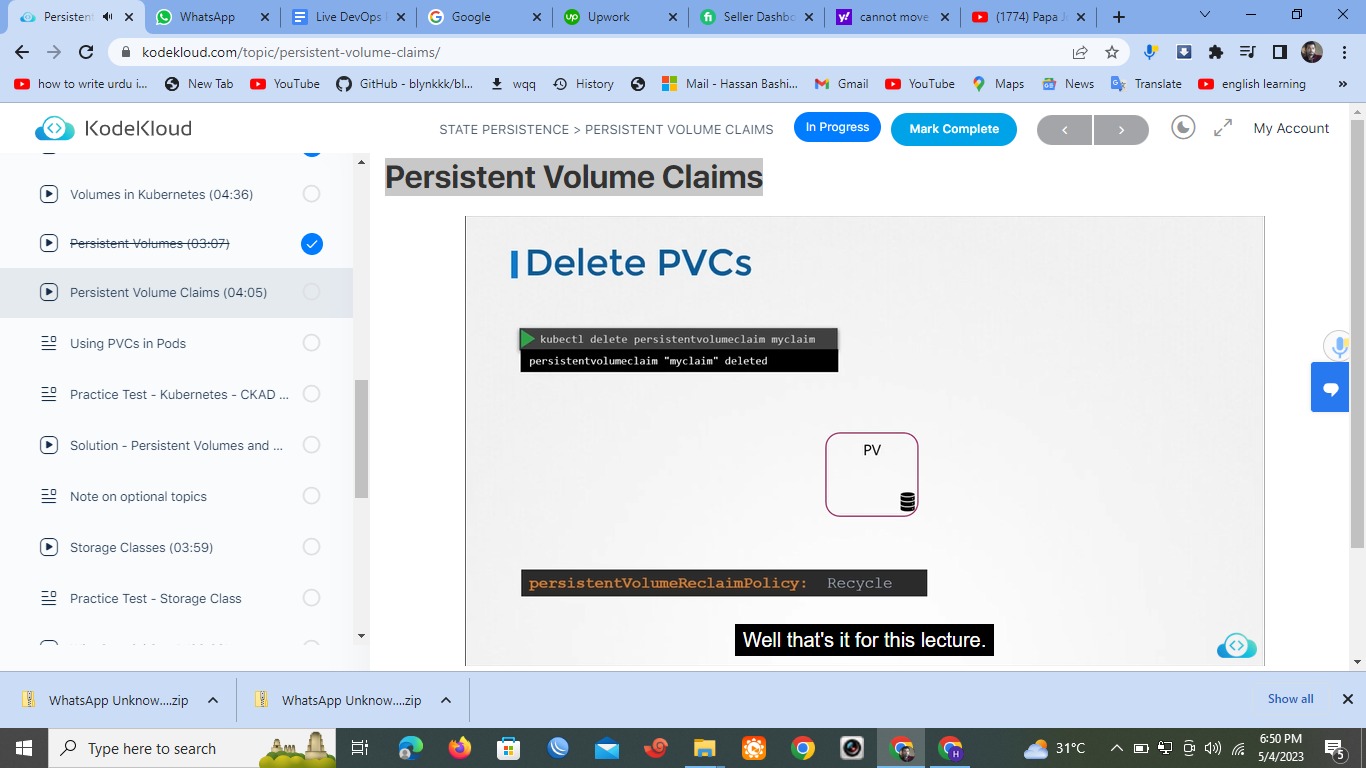 Persistent
WhatsApp
Live DevOps
Google
Upwork
Seller Dashbo
cannot move
(1774) Papa J
kodekloud.com/topic/persistent-volume-claims/
how to write urdu i...
New Tab
YouTube
GitHub - blynkkk/bl...
wqq
History
Mail - Hassan Bashi...
Gmail
YouTube
Maps
News
Translate
english learning
KodeKloud
STATE PERSISTENCE > PERSISTENT VOLUME CLAIMS
In Progress
Mark Complete
My Account
Volumes in Kubernetes (04:36)
Persistent Volumes (03:07)
Persistent Volume Claims (04:05)
Using PVCs in Pods
Practice Test - Kubernetes - CKAD ...
Solution - Persistent Volumes and ...
Note on optional topics
Storage Classes (03:59)
Practice Test - Storage Class
Persistent Volume Claims
Delete PVCs
kubectl delete persistentvolumeclaim myclaim
persistentvolumeclaim "myclaim" deleted
PV
persistentVolumeReclaimPolicy: Recycle
Well that's it for this lecture.
WhatsApp Unknow....zip
WhatsApp Unknow....zip
Show all
Type here to search
H
31°C
6:50 PM
5/4/2023
5